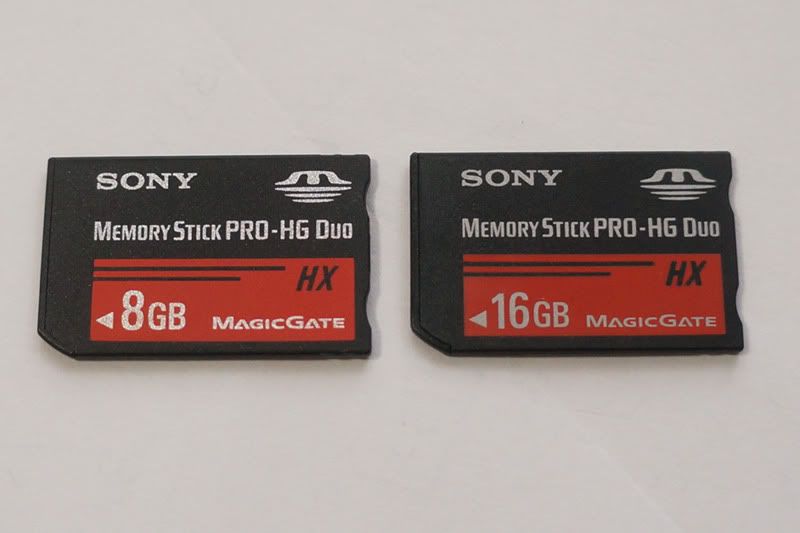 SONY
MEMORY STICK PRO-HG DUO
HX
8GB MAGICGATE
SONY
MEMORY STICK PRO-HG DUO
HX
16GB MAGICGATE